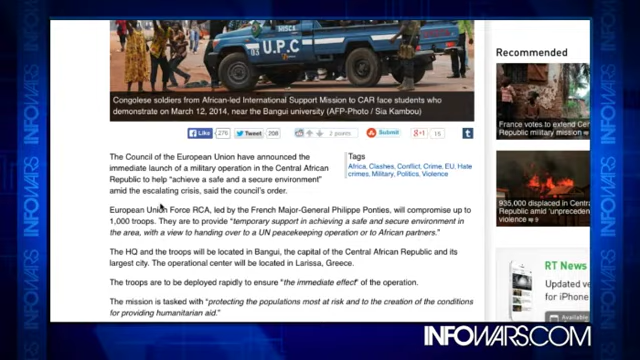 U.P.C
Congolese soldiers from African-led International Support Mission to CAR face students who
demonstrate on March 12, 2014, near the Bangui university (AFP-Photo / Sia Kambou)
Like 276 Tweet 208 2 points Submit +1 15 t
The Council of the European Union have announced the
immediate launch of a military operation in the Central African
Republic to help “achieve a safe and a secure environment”
amid the escalating crisis, said the council's order.
Tags
Africa, Clashes, Conflict, Crime, EU, Hate
crimes, Military, Politics, Violence
European Union Force RCA, led by the French Major-General Philippe Ponties, will compromise up to
1,000 troops. They are to provide “temporary support in achieving a safe and secure environment in
the area, with a view to handing over to a UN peacekeeping operation or to African partners.”
The HQ and the troops will be located in Bangui, the capital of the Central African Republic and its
largest city. The operational center will be located in Larissa, Greece.
The troops are to be deployed rapidly to ensure “the immediate effect” of the operation.
The mission is tasked with “protecting the populations most at risk and to the creation of the conditions
for providing humanitarian aid.”
Recommended
France votes to extend Cen
Republic military mission
935,000 displaced in Centr
Republic amid 'unpreceden
violence
RT News
Updated ve
for iPhone
Available
INFOWARS.COM
INFOWARS
INFOWARS
INFOWARS
INFOWARS